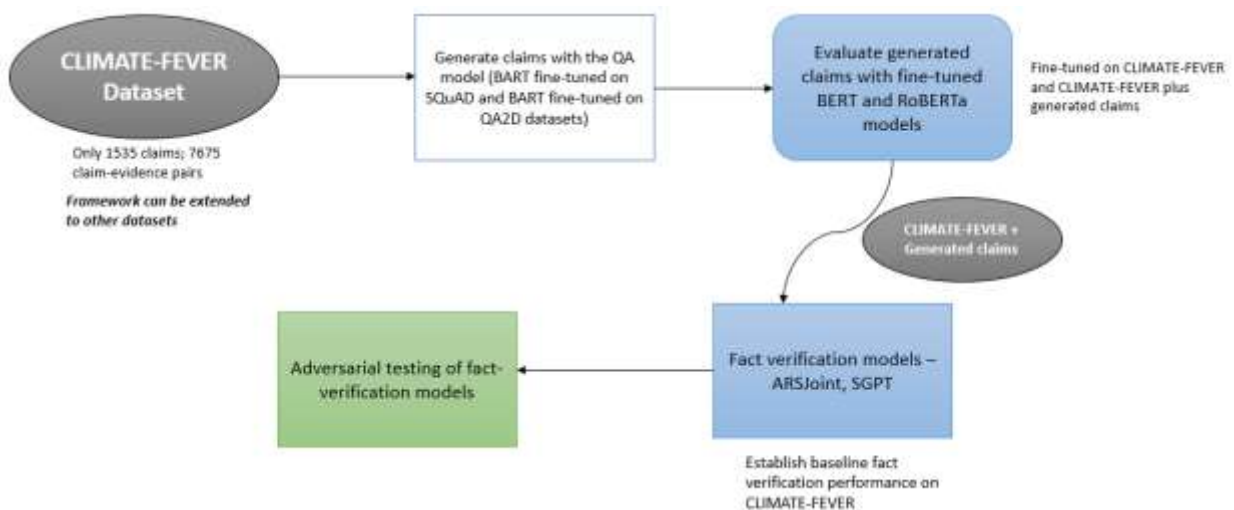 CLIMATE-FEVER
Dataset
Only 1535 claims; 7675
claim-evidence pairs
Framework can be extended
to other datasets
Generate claims with the QA
model (BART fine-tuned on
SQuAD and BART fine-tuned on
QA2D datasets)
Evaluate generated
claims with fine-tuned
BERT and RoBERTa
models
Fine-tuned on CLIMATE-FEVER
and CLIMATE-FEVER plus
generated claims
CLIMATE-FEVER +
Generated claims
Fact verification models –
ARSJoint, SGPT
Establish baseline fact
verification performance on
CLIMATE-FEVER
Adversarial testing of fact-
verification models